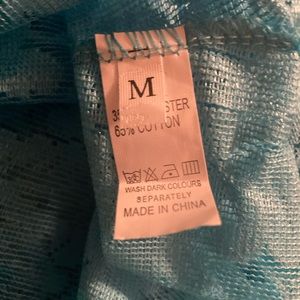 M
65% COTTON
WASH DARK COLOURS
SEPARATELY
MADE IN CHINA